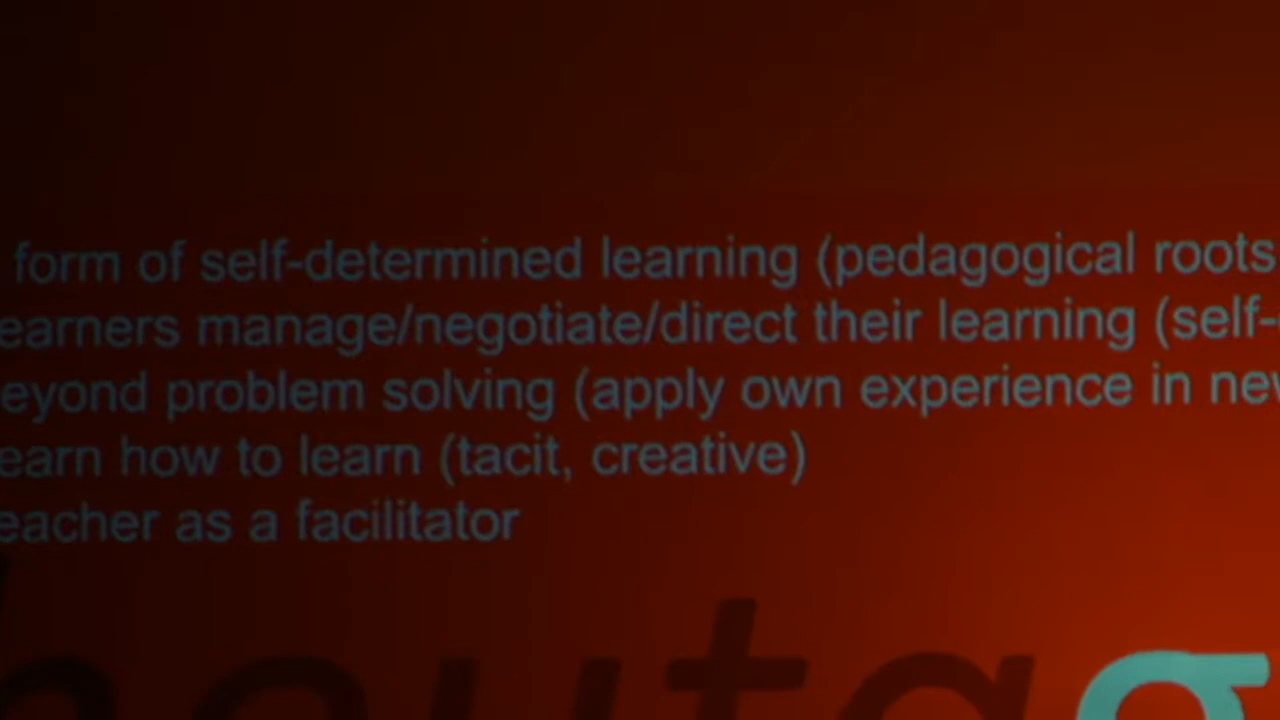 form of self-determined learning (pedagogical roots
earners manage/negotiate/direct their learning (self-
eyond problem solving (apply own experience in
earn how to learn (tacit, creative)
eacher as a facilitator